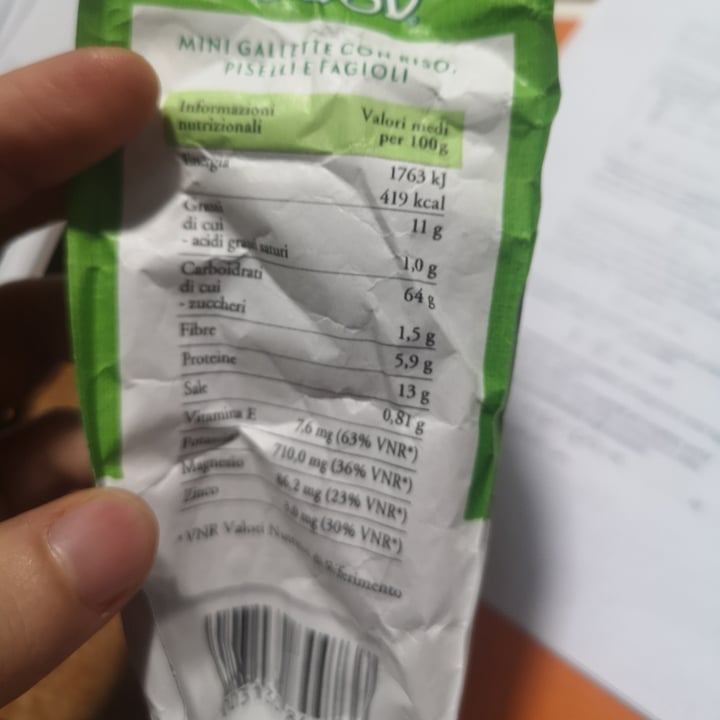 MINI GALLETTE CON RISO,
PISELLI E FAGIOLI
Informazioni nutrizionali
Valori medi per 100g
Energia 1763 kJ
419 kcal
Grassi 11 g
di cui
- acidi grassi saturi 1,0 g
Carboidrati 64 g
di cui
- zuccheri 1,5 g
Fibre 5,9 g
Proteine 13 g
Sale 0,81 g
Vitamina E 7,6 mg (63% VNR*)
Potassio 710,0 mg (36% VNR*)
Magnesio 86,2 mg (23% VNR*)
Zinco mg (30% VNR*)
*VNR Valori Nutritivi di Riferimento